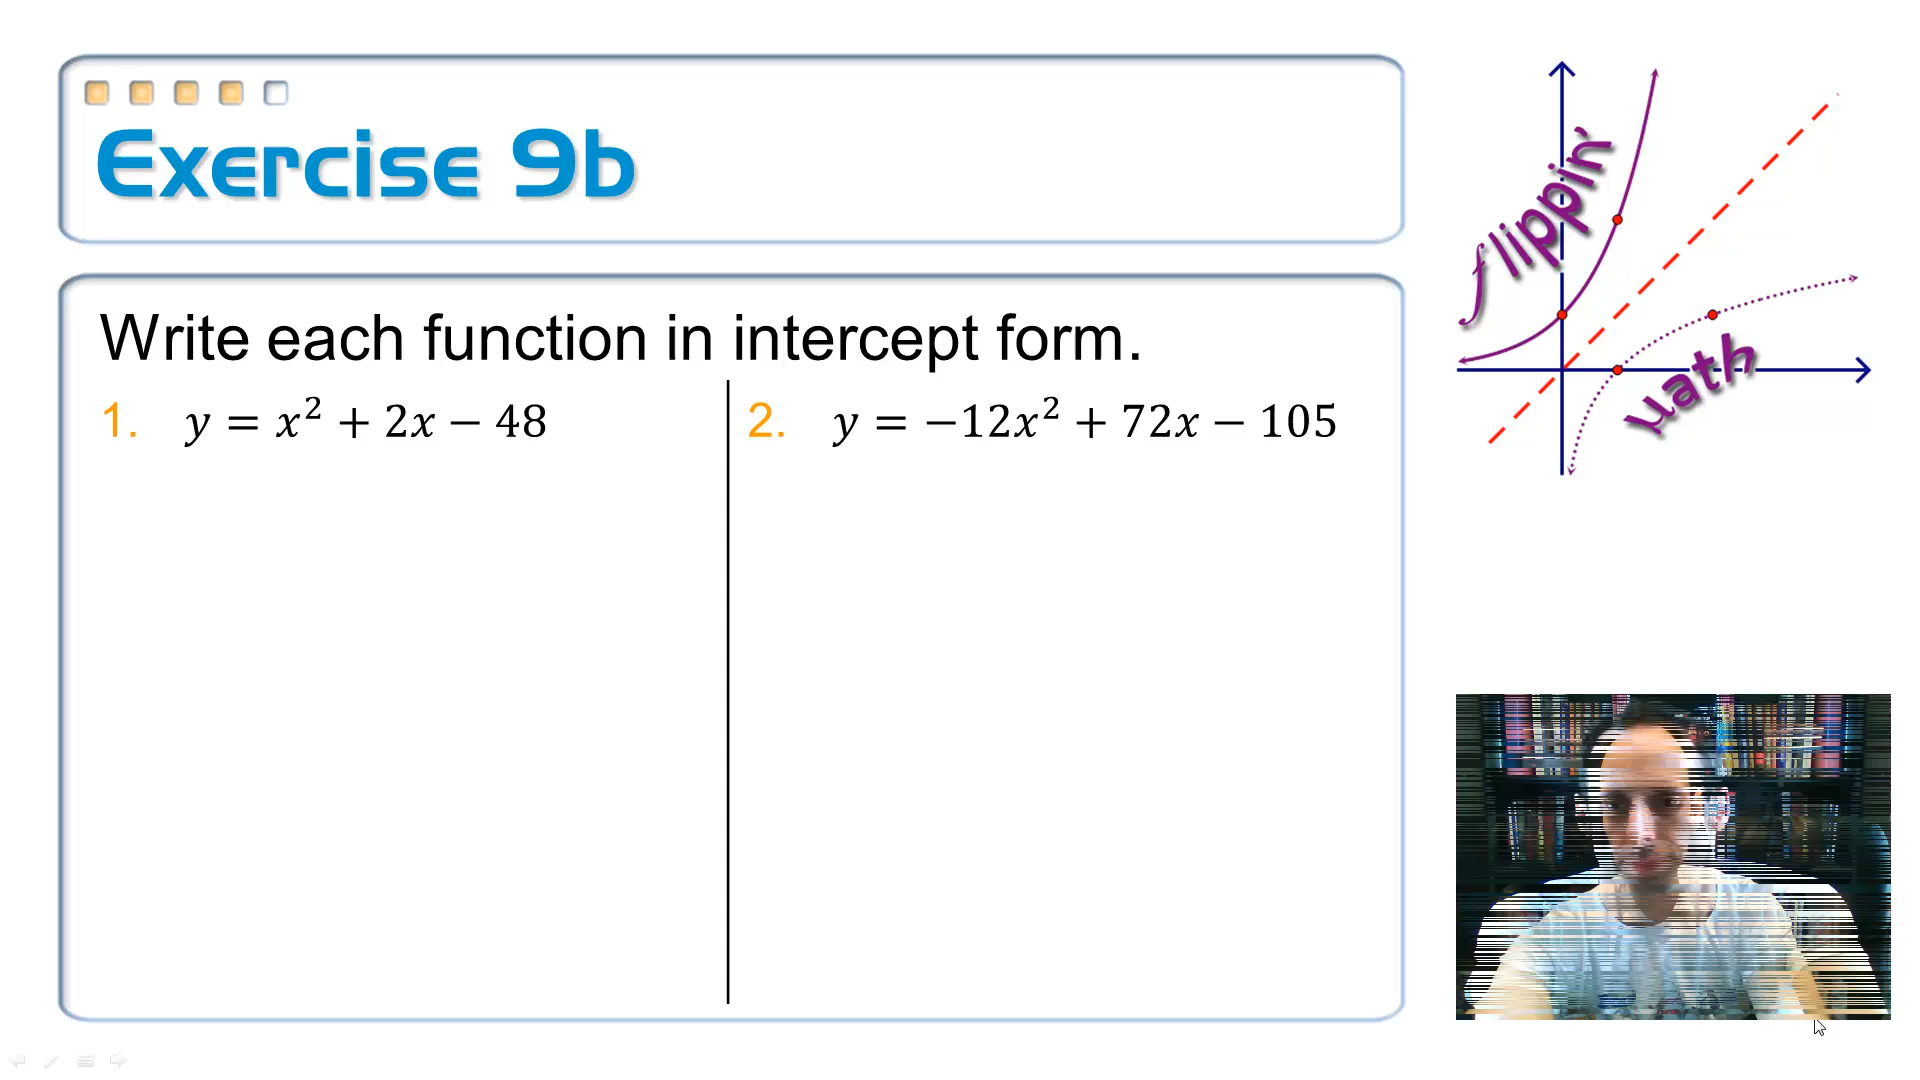 Exercise 9b
Write each function in intercept form.
1. y = x² + 2x − 48
2. y = −12x² + 72x − 105
flippin'
math